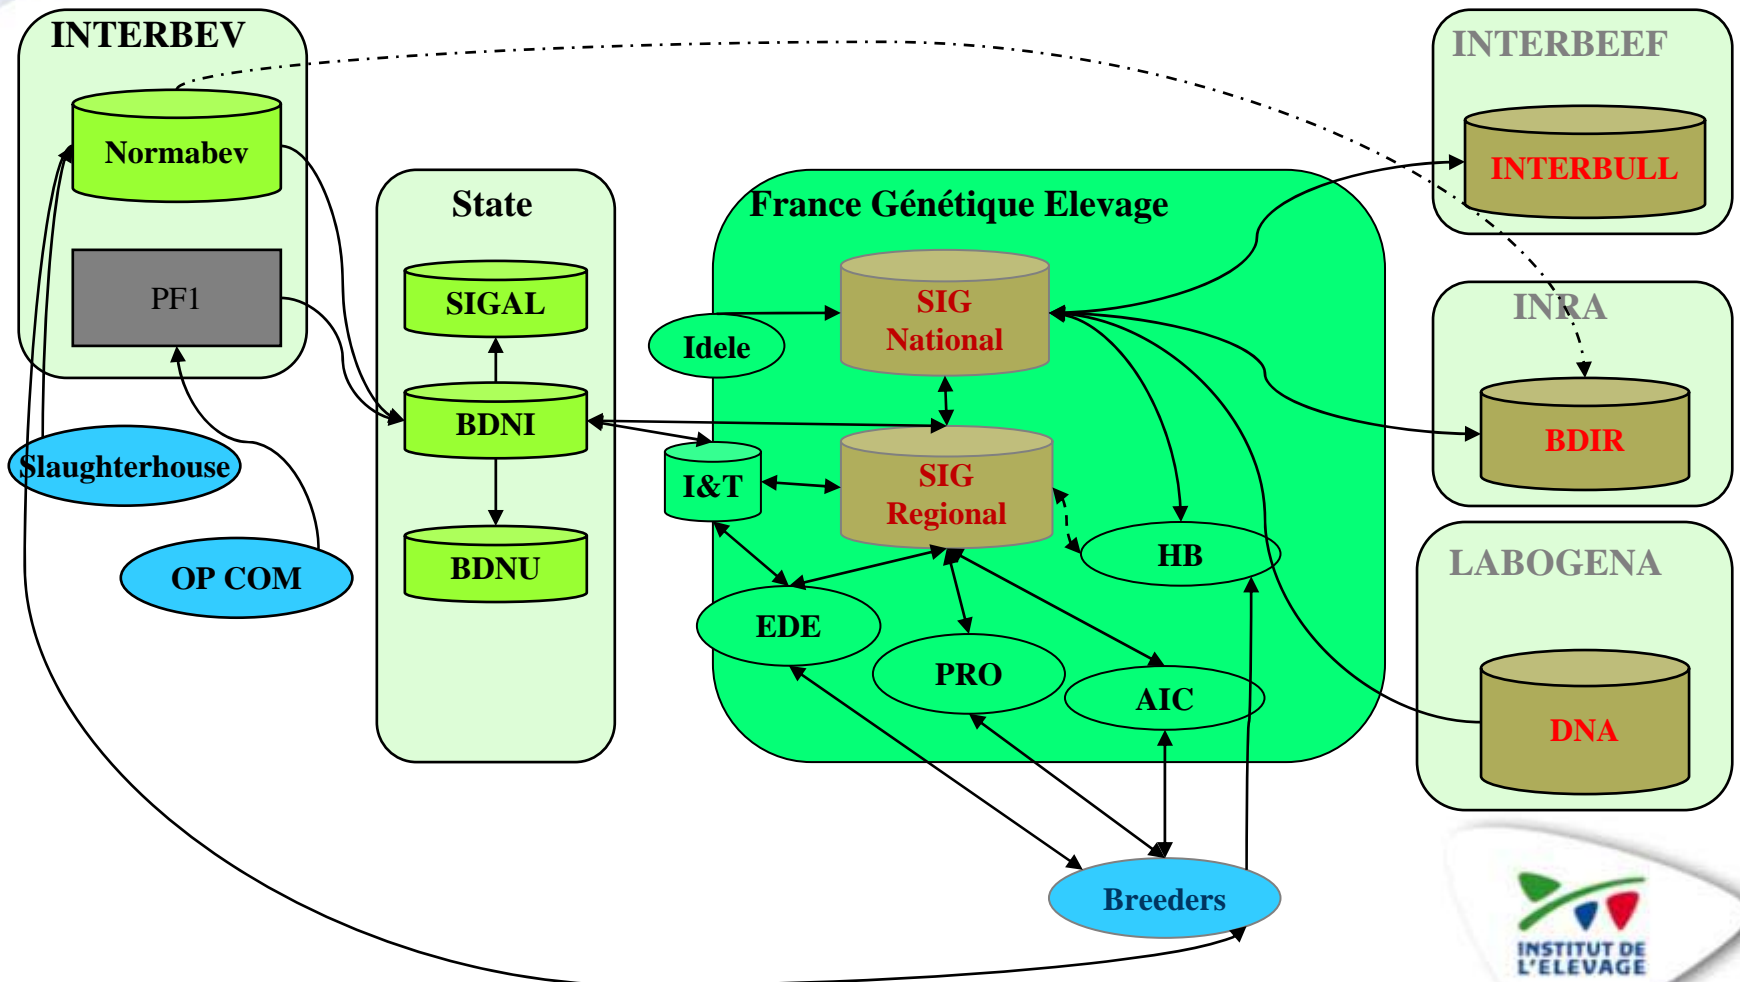 INTERBEV
Normabev
PF1
Slaughterhouse
OP COM
State
SIGAL
BDNI
BDNU
France Génétique Elevage
SIG
National
Idele
I&T
SIG
Regional
HB
EDE
PRO
AIC
Breeders
INTERBEEF
INTERBULL
INRA
BDIR
LABOGENA
DNA
INSTITUT DE
L'ELEVAGE